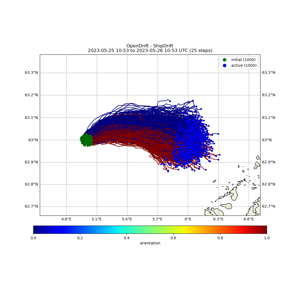 OpenDrift - ShipDrift
2023-05-25 10:53 to 2023-05-26 10:53 UTC (25 steps)
initial (1000)
active (1000)
63.3°N 63.3°N
63.2°N 63.2°N
63.1°N 63.1°N
63°N 63°N
62.9°N 62.9°N
62.8°N 62.8°N
62.7°N 62.7°N
4.8°E 5.1°E 5.4°E 5.7°E 6°E 6.3°E 6.6°E
0.0 0.2 0.4 0.6 0.8 1.0
orientation